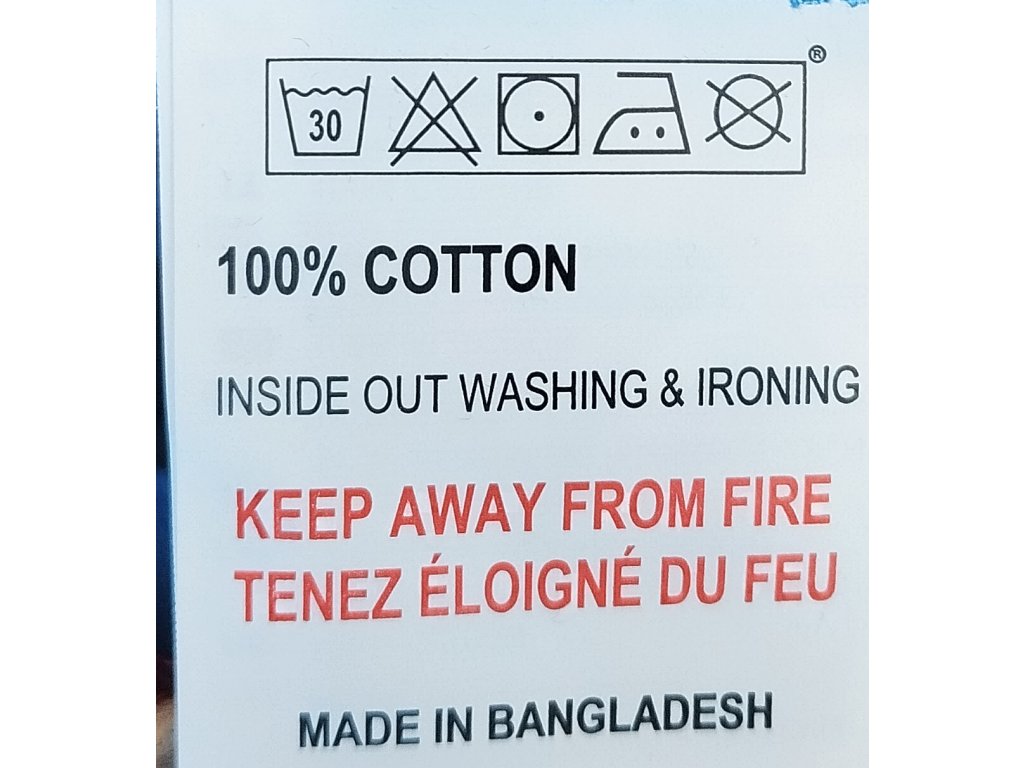 30
®
100% COTTON
INSIDE OUT WASHING & IRONING
KEEP AWAY FROM FIRE
TENEZ ÉLOIGNÉ DU FEU
MADE IN BANGLADESH